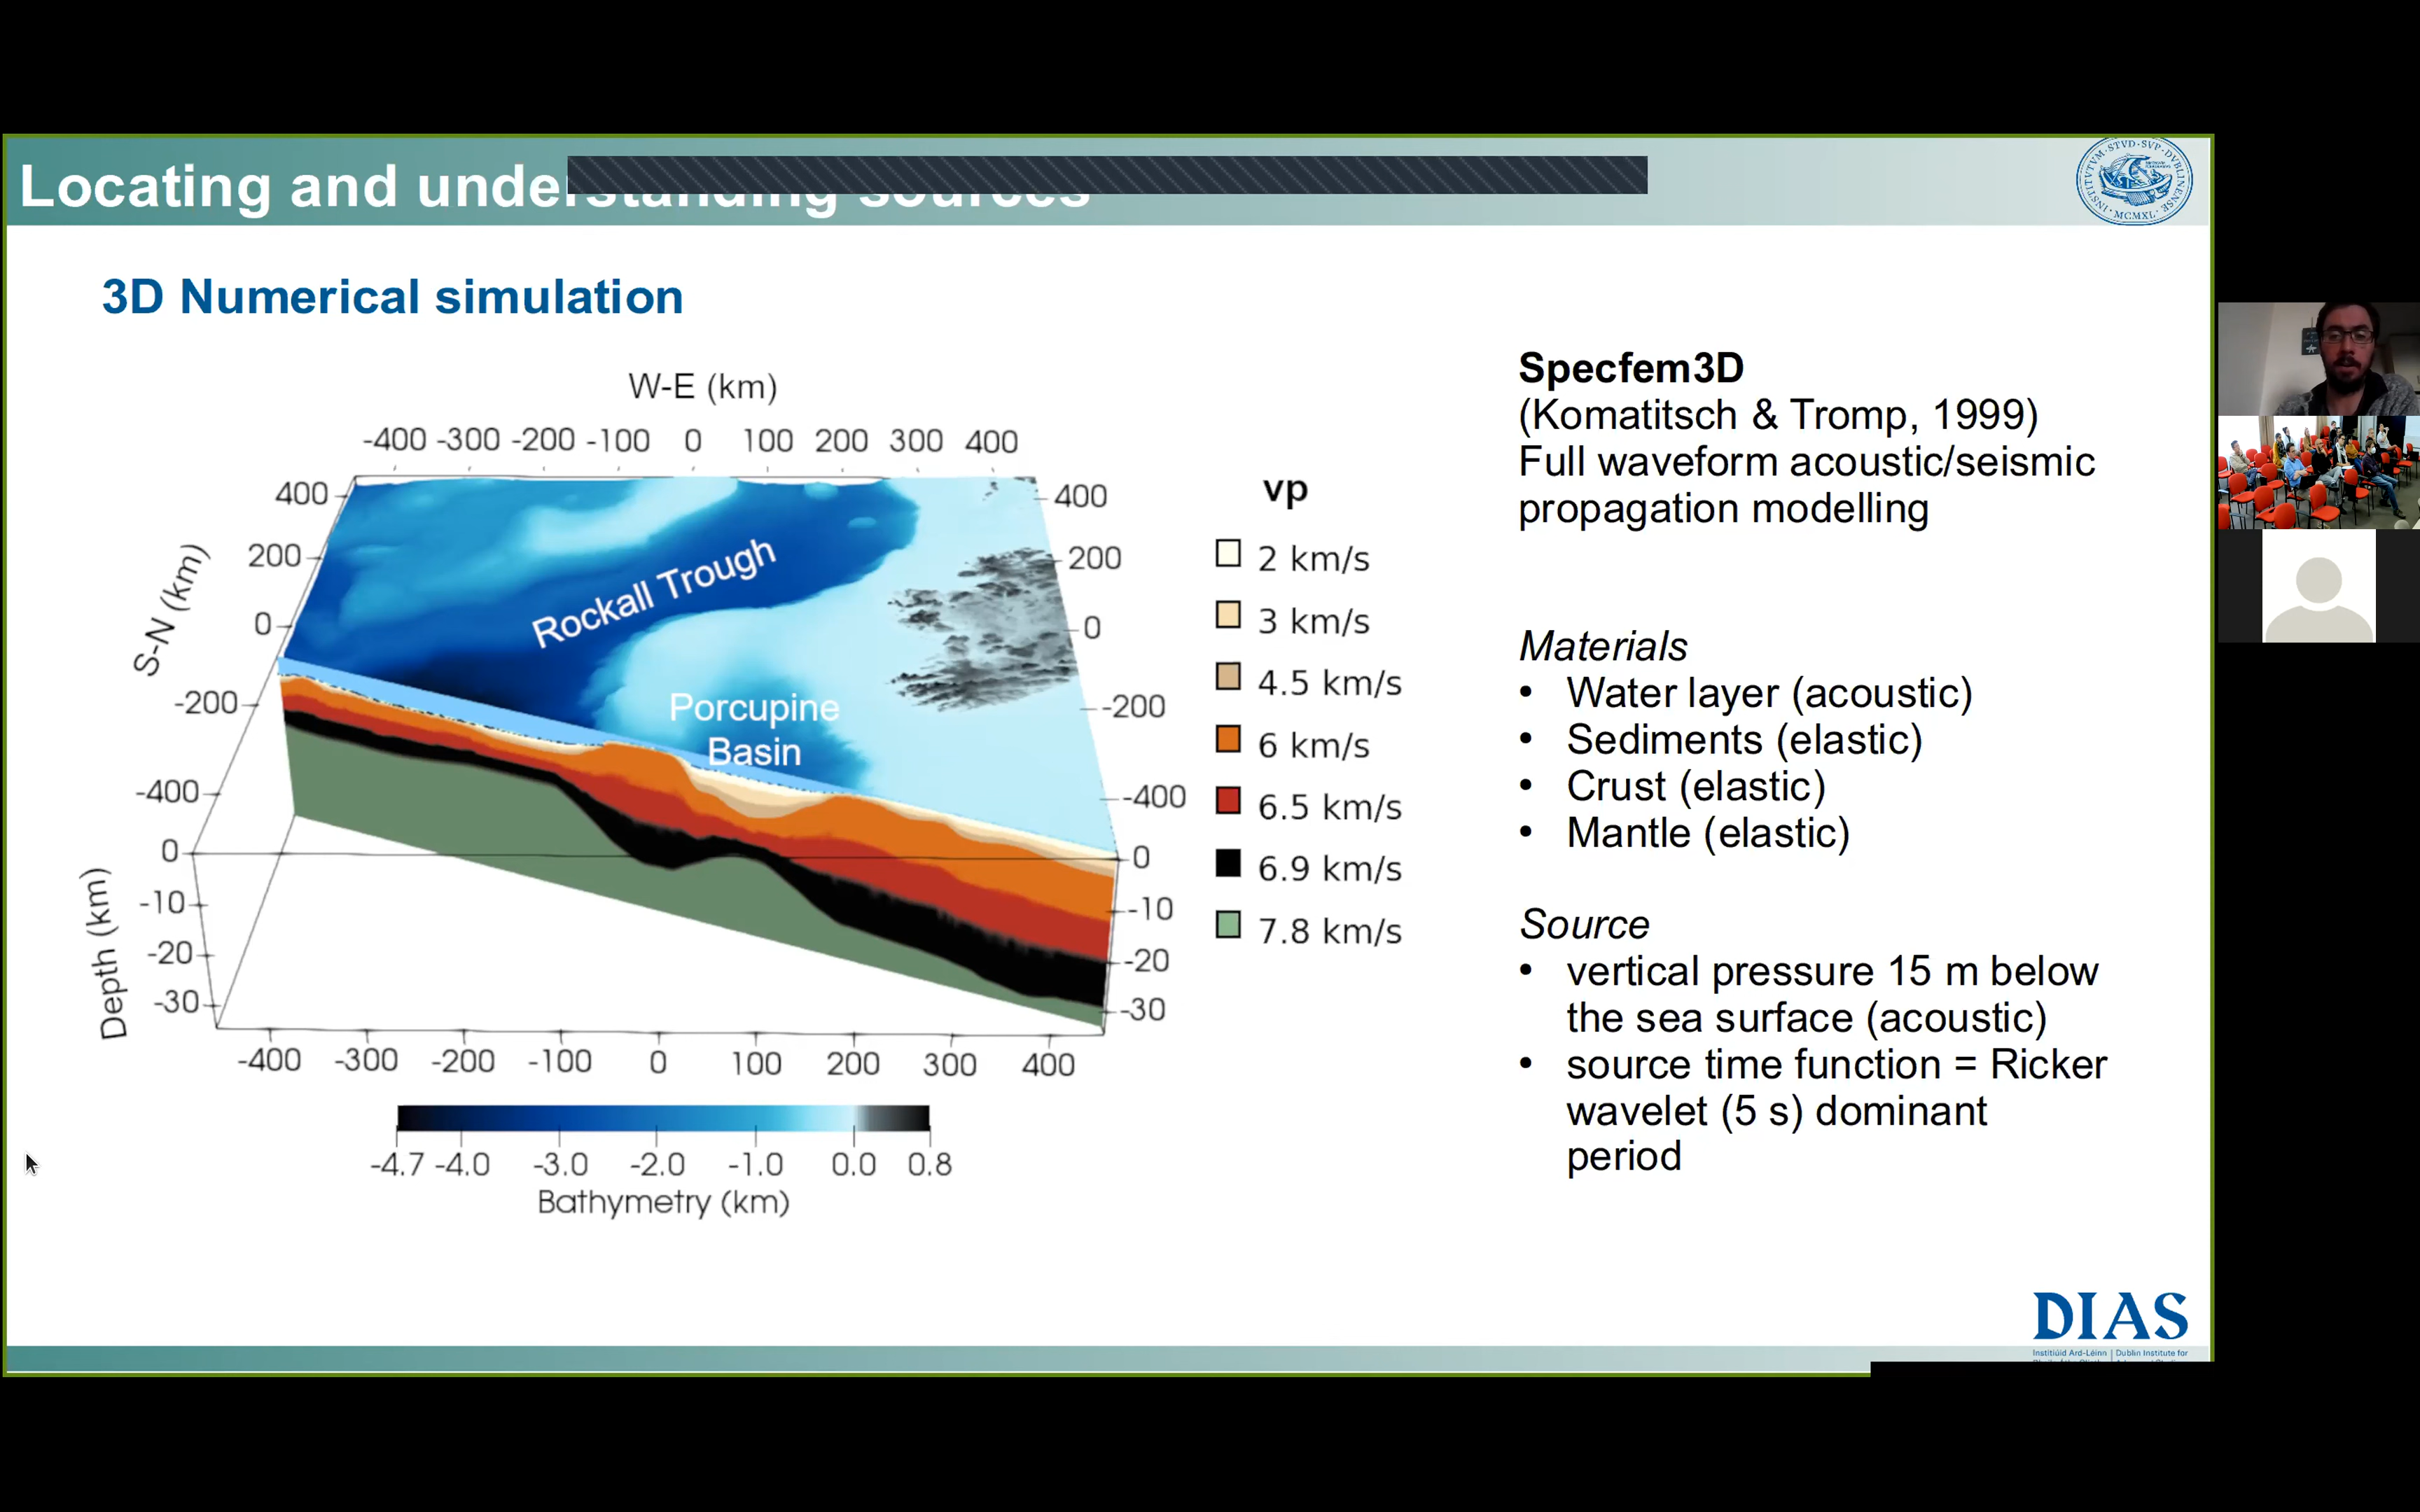 Locating and understanding sources
INSTITVTVM · STVD · SVP · DVBLINENSE
· MCMXL ·
3D Numerical simulation
W-E (km)
-400 -300 -200 -100 0 100 200 300 400
400
200
0
-200
-400
S-N (km)
400
200
0
-200
-400
Rockall Trough
Porcupine
Basin
0
-10
-20
-30
Depth (km)
0
-10
-20
-30
-400 -300 -200 -100 0 100 200 300 400
-4.7 -4.0 -3.0 -2.0 -1.0 0.0 0.8
Bathymetry (km)
vp
2 km/s
3 km/s
4.5 km/s
6 km/s
6.5 km/s
6.9 km/s
7.8 km/s
Specfem3D
(Komatitsch & Tromp, 1999)
Full waveform acoustic/seismic
propagation modelling
Materials
• Water layer (acoustic)
• Sediments (elastic)
• Crust (elastic)
• Mantle (elastic)
Source
• vertical pressure 15 m below
the sea surface (acoustic)
• source time function = Ricker
wavelet (5 s) dominant
period
DIAS
Institiúid Ard-Léinn | Dublin Institute for